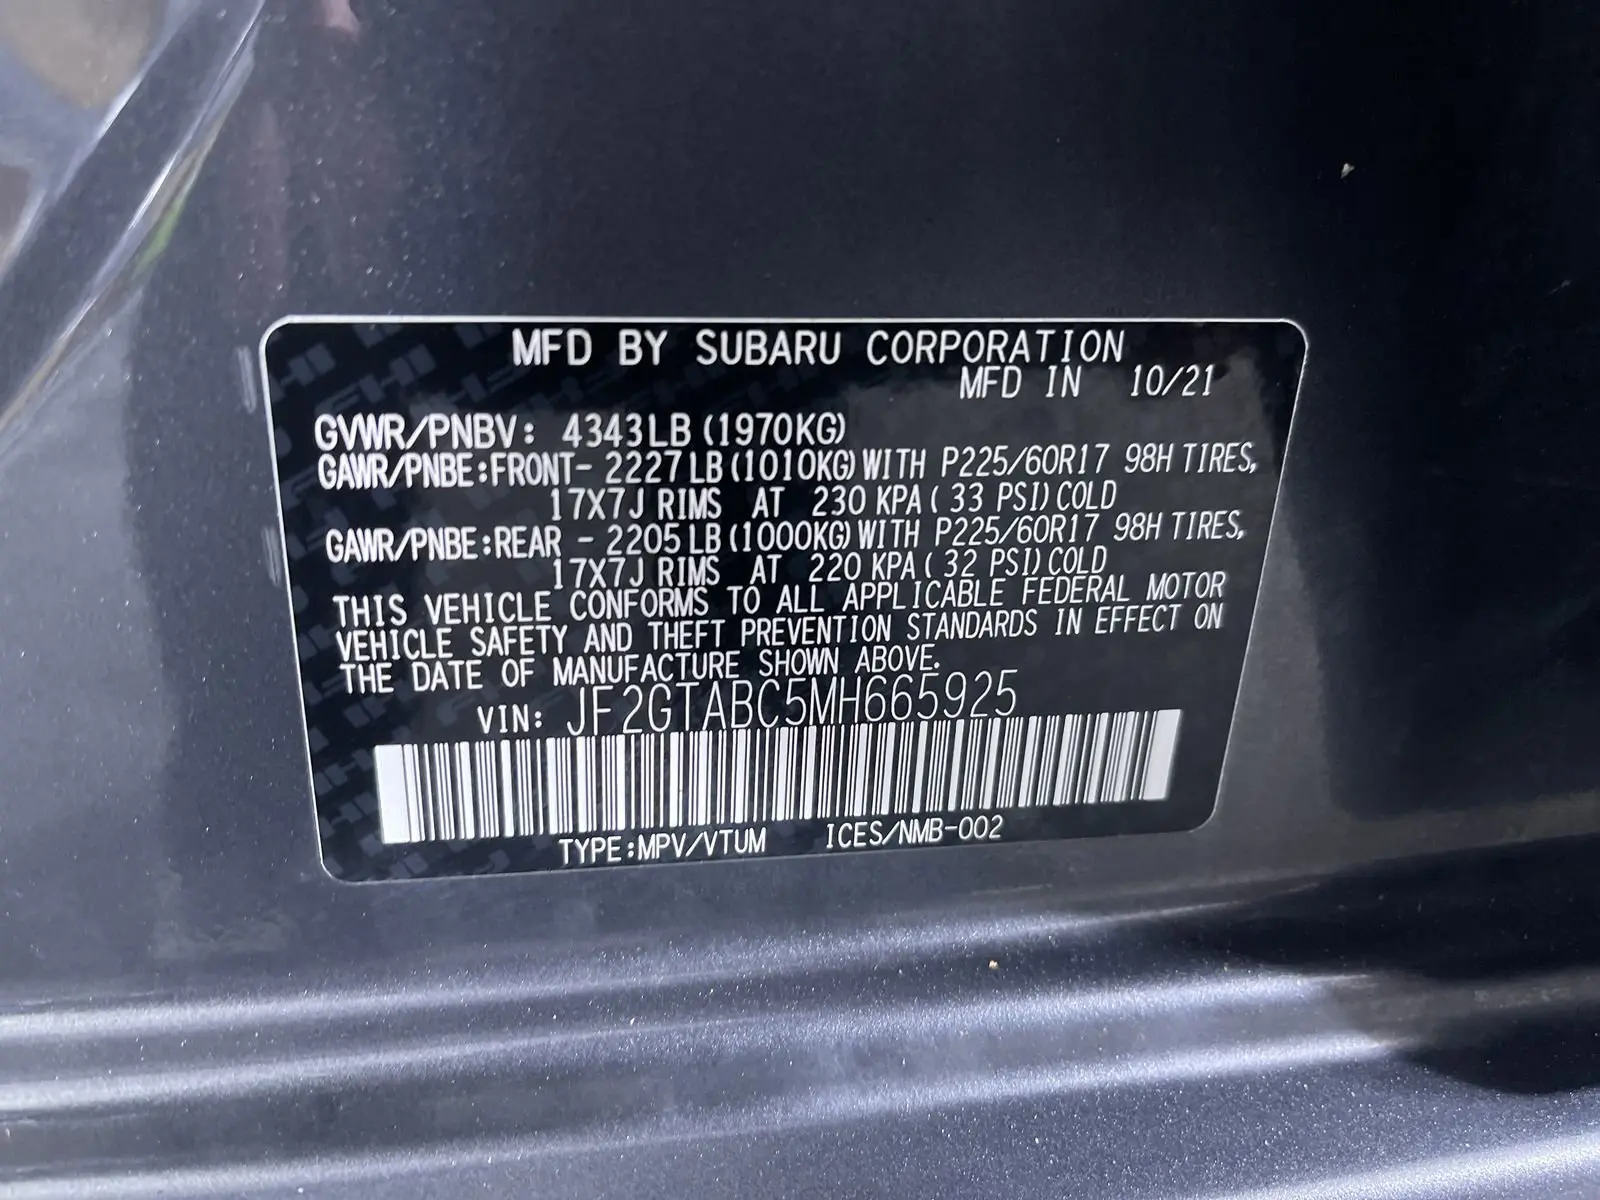 MFD BY SUBARU CORPORATION
MFD IN 10/21
GVWR/PNBV: 4343LB (1970KG)
GAWR/PNBE:FRONT- 2227LB(1010KG)WITH P225/60R17 98H TIRES,
17X7J RIMS AT 230 KPA( 33 PSI)COLD
GAWR/PNBE:REAR - 2205LB(1000KG)WITH P225/60R17 98H TIRES,
17X7J RIMS AT 220 KPA( 32 PSI)COLD
THIS VEHICLE CONFORMS TO ALL APPLICABLE FEDERAL MOTOR
VEHICLE SAFETY AND THEFT PREVENTION STANDARDS IN EFFECT ON
THE DATE OF MANUFACTURE SHOWN ABOVE.
VIN: JF2GTABC5MH665925
TYPE:MPV/VTUM ICES/NMB-002